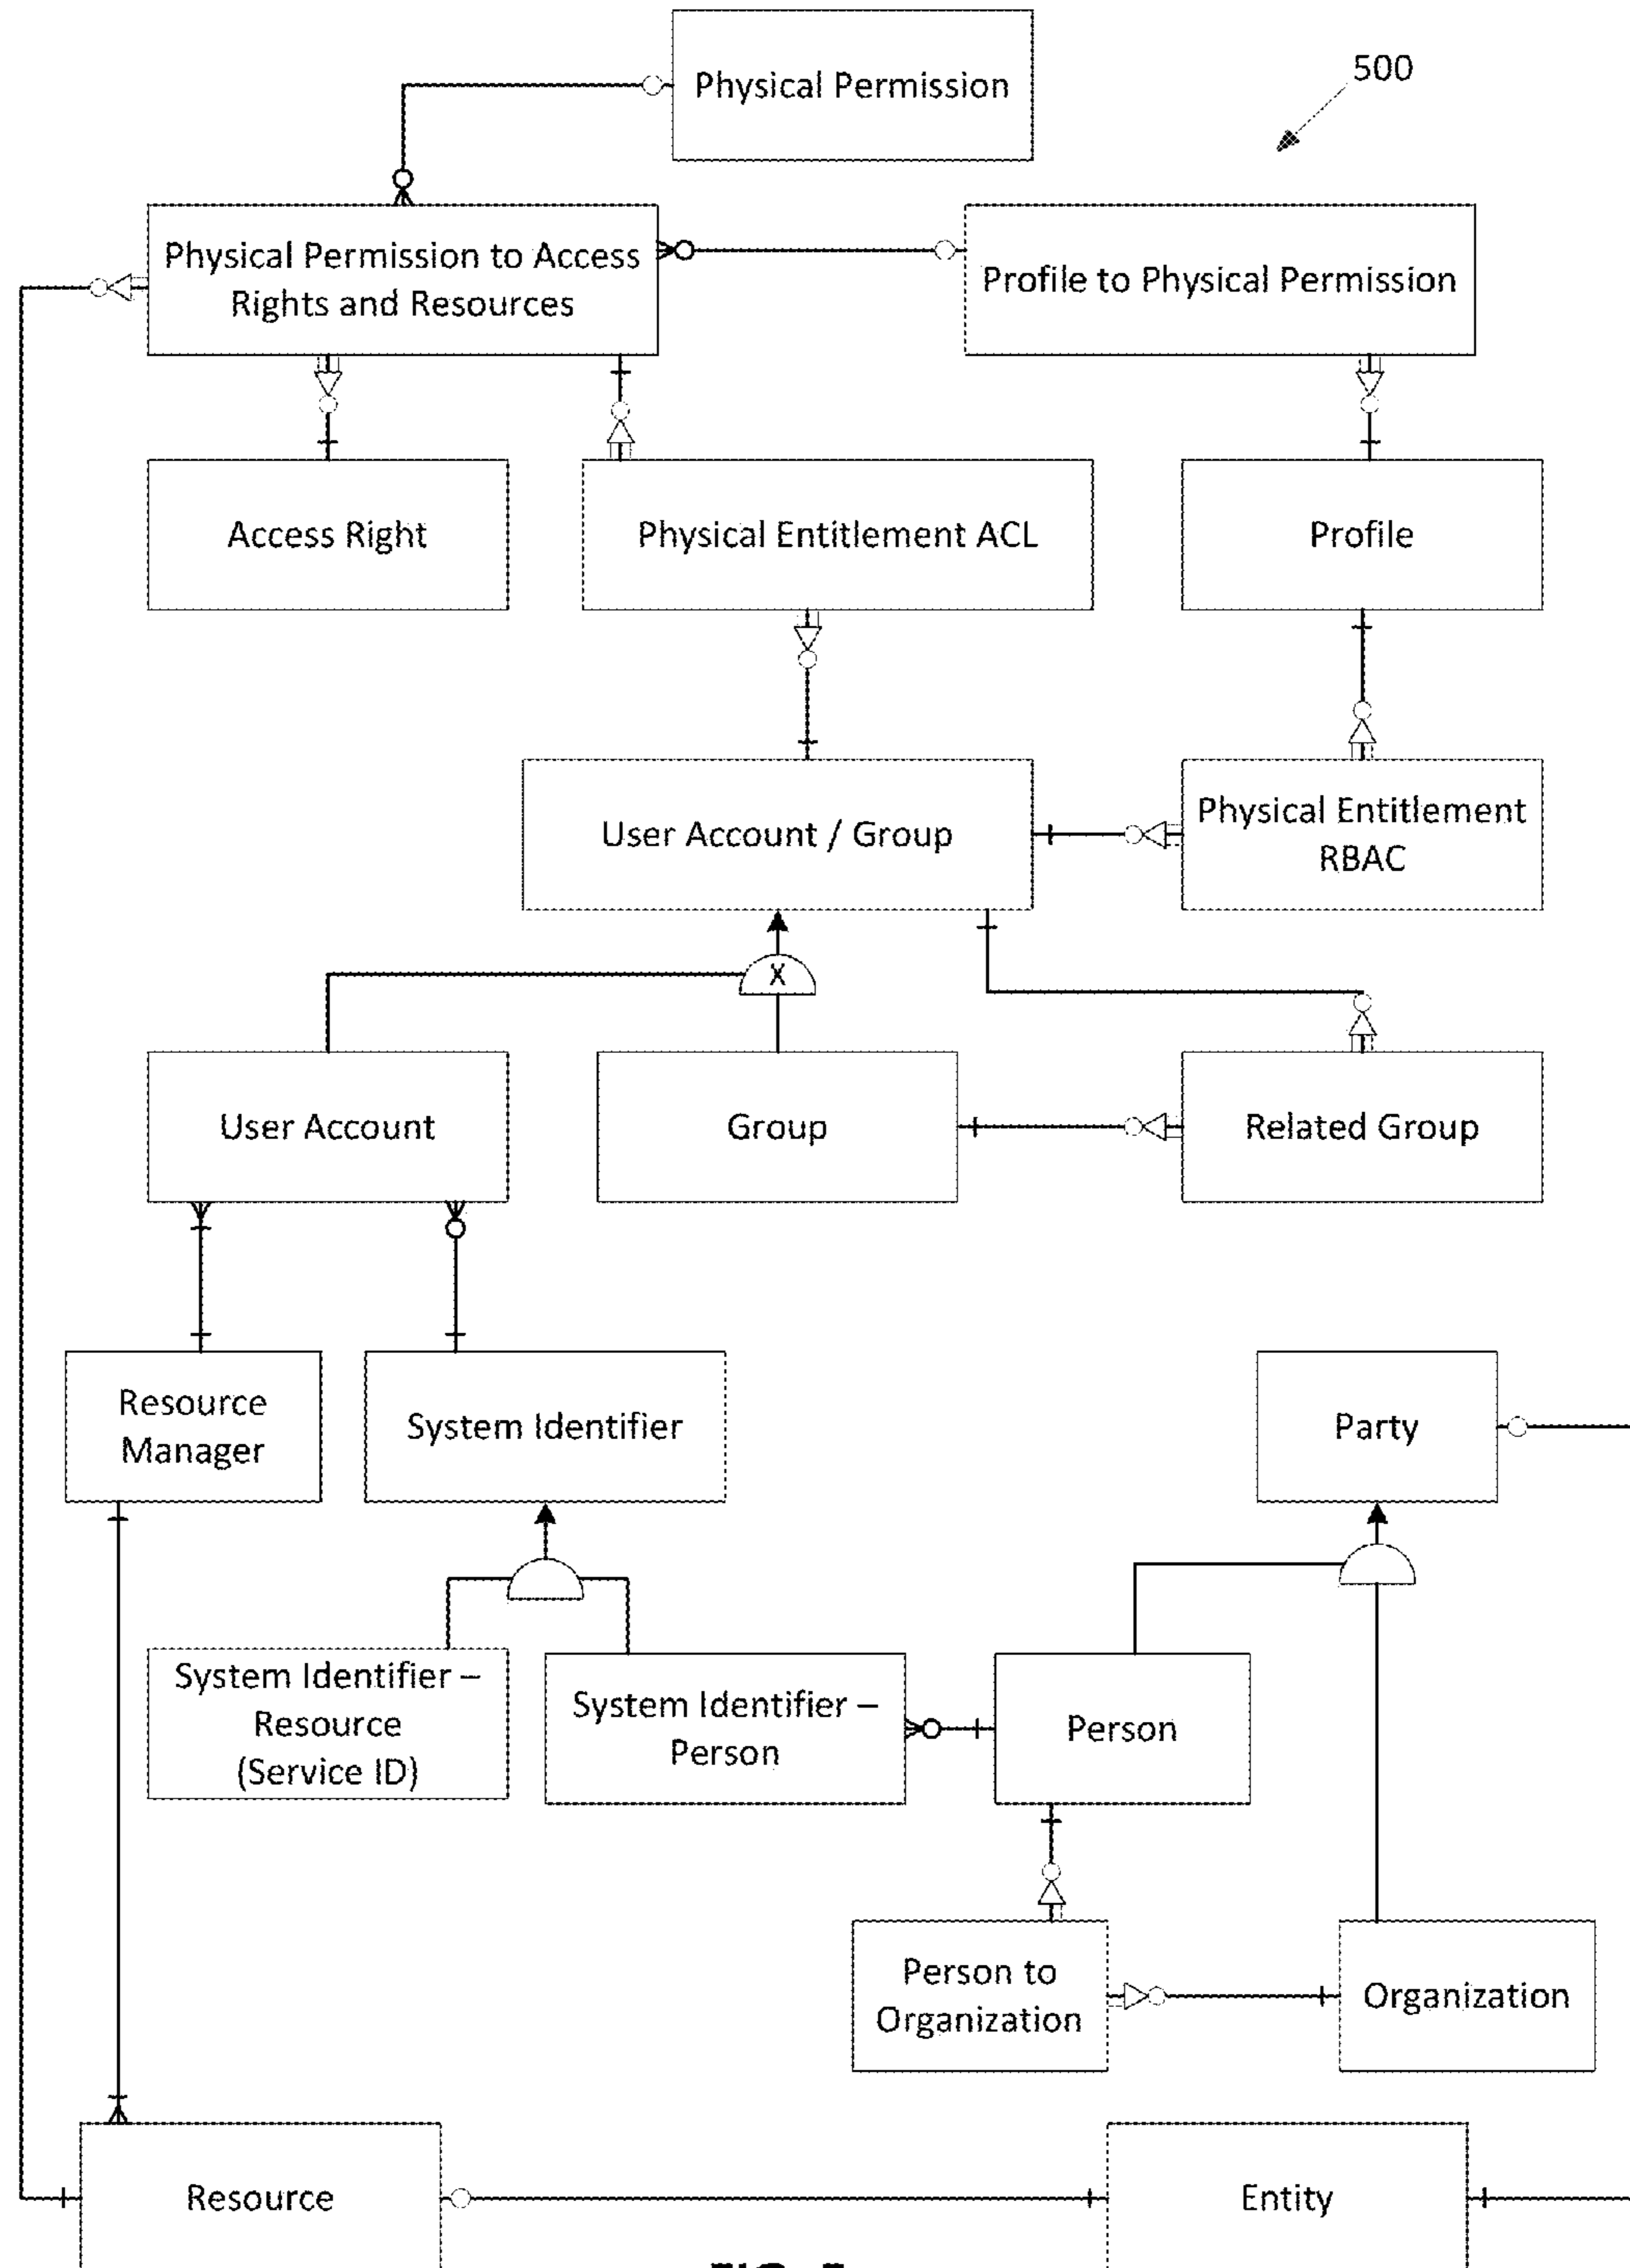 Physical Permission
500
Physical Permission to Access
Rights and Resources
Profile to Physical Permission
Access Right
Physical Entitlement ACL
Profile
User Account / Group
Physical Entitlement
RBAC
X
User Account
Group
Related Group
Resource
Manager
System Identifier
Party
System Identifier –
Resource
(Service ID)
System Identifier –
Person
Person
Person to
Organization
Organization
Resource
Entity